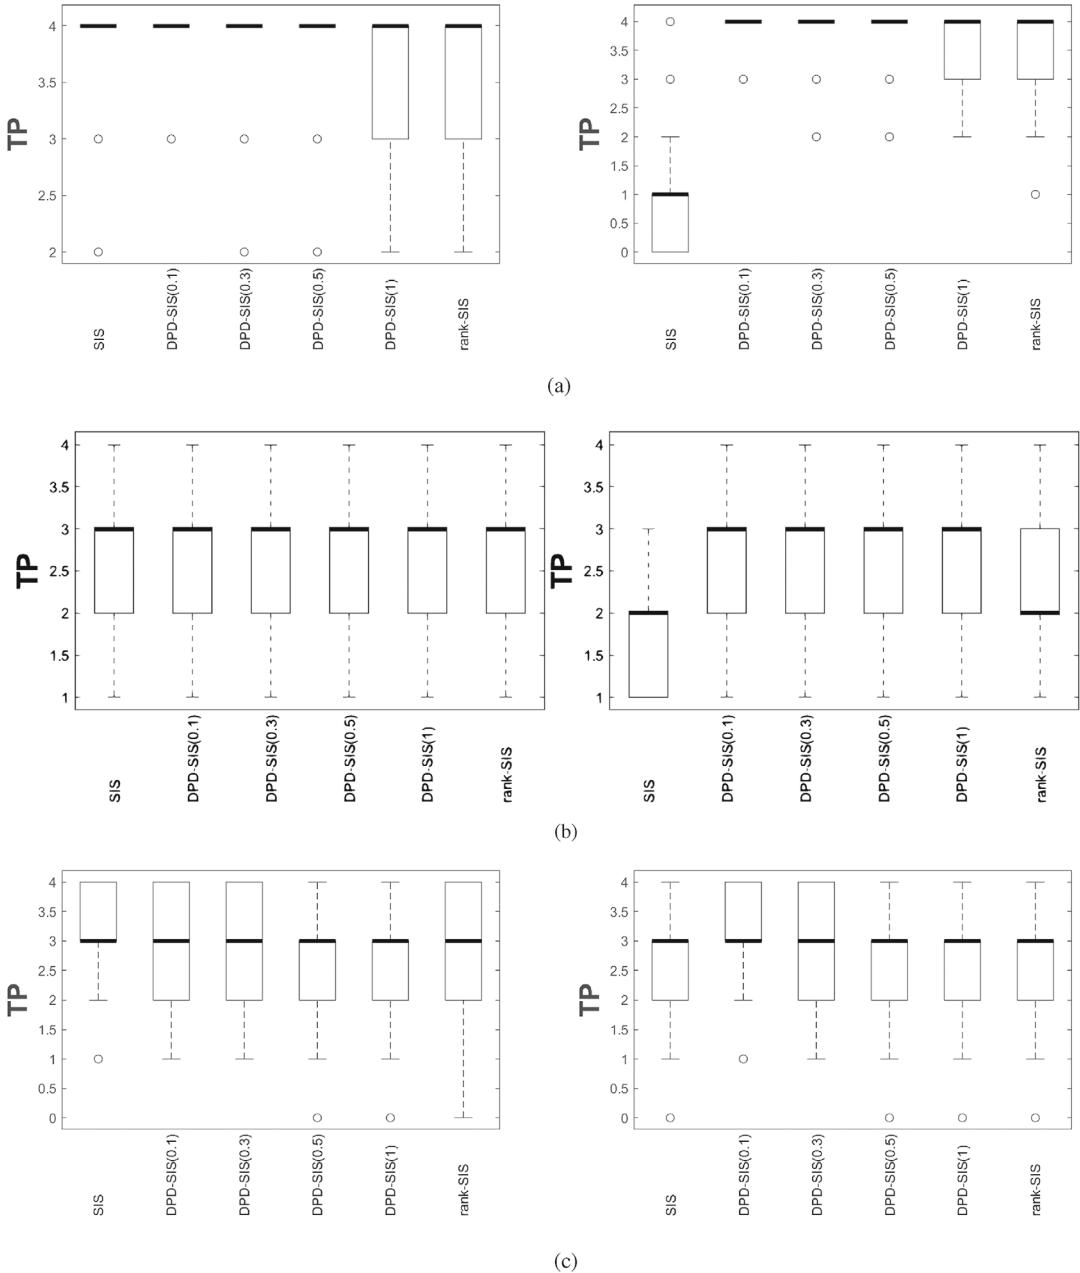 4
3.5
3
2.5
2
TP
SIS
DPD-SIS(0.1)
DPD-SIS(0.3)
DPD-SIS(0.5)
DPD-SIS(1)
rank-SIS
4
3.5
3
2.5
2
1.5
1
0.5
0
TP
SIS
DPD-SIS(0.1)
DPD-SIS(0.3)
DPD-SIS(0.5)
DPD-SIS(1)
rank-SIS
(a)
4
3.5
3
2.5
2
1.5
1
TP
SIS
DPD-SIS(0.1)
DPD-SIS(0.3)
DPD-SIS(0.5)
DPD-SIS(1)
rank-SIS
4
3.5
3
2.5
2
1.5
1
TP
SIS
DPD-SIS(0.1)
DPD-SIS(0.3)
DPD-SIS(0.5)
DPD-SIS(1)
rank-SIS
(b)
4
3.5
3
2.5
2
1.5
1
0.5
0
TP
SIS
DPD-SIS(0.1)
DPD-SIS(0.3)
DPD-SIS(0.5)
DPD-SIS(1)
rank-SIS
4
3.5
3
2.5
2
1.5
1
0.5
0
TP
SIS
DPD-SIS(0.1)
DPD-SIS(0.3)
DPD-SIS(0.5)
DPD-SIS(1)
rank-SIS
(c)